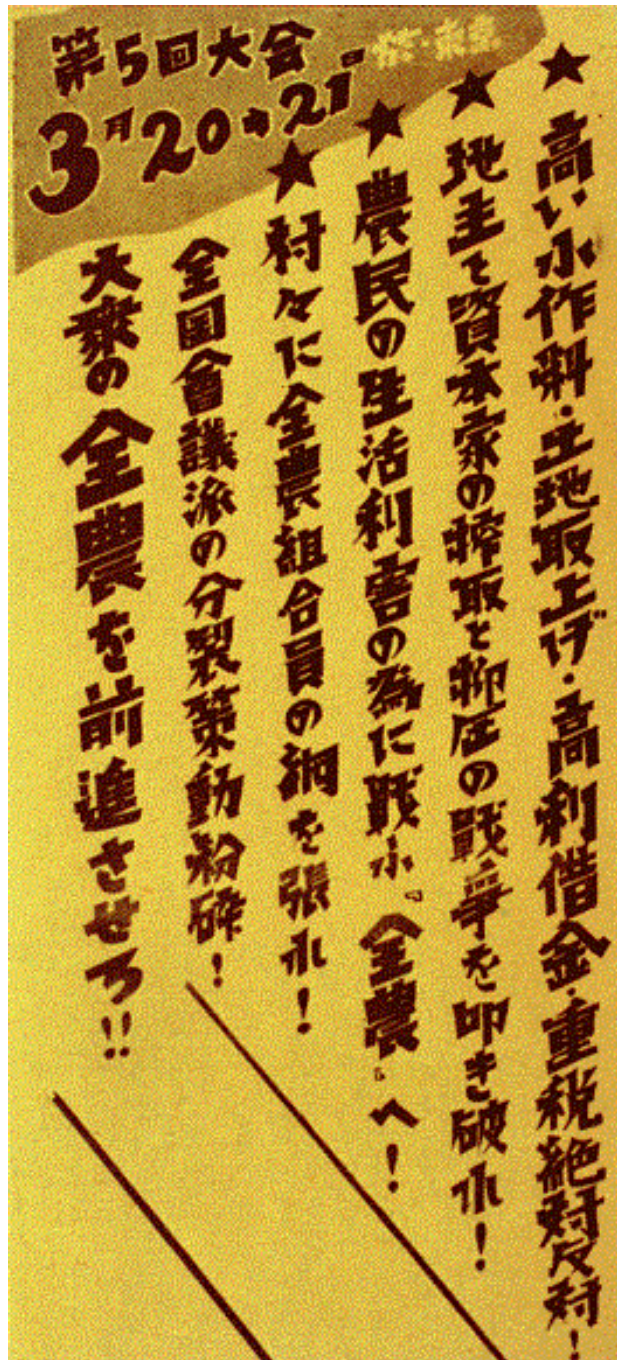 第5回大会
於・東京
3月20・21日
★高い小作料・土地取上げ・高利借金・重税絶対反対！
★地主と資本家の搾取と抑圧の戦争を叩き破れ！
★農民の生活利害の為に戦ふ『全農』へ！
★村々に全農組合員の網を張れ！
全国會議派の分裂策動粉砕！
大衆の全農を前進させろ!!